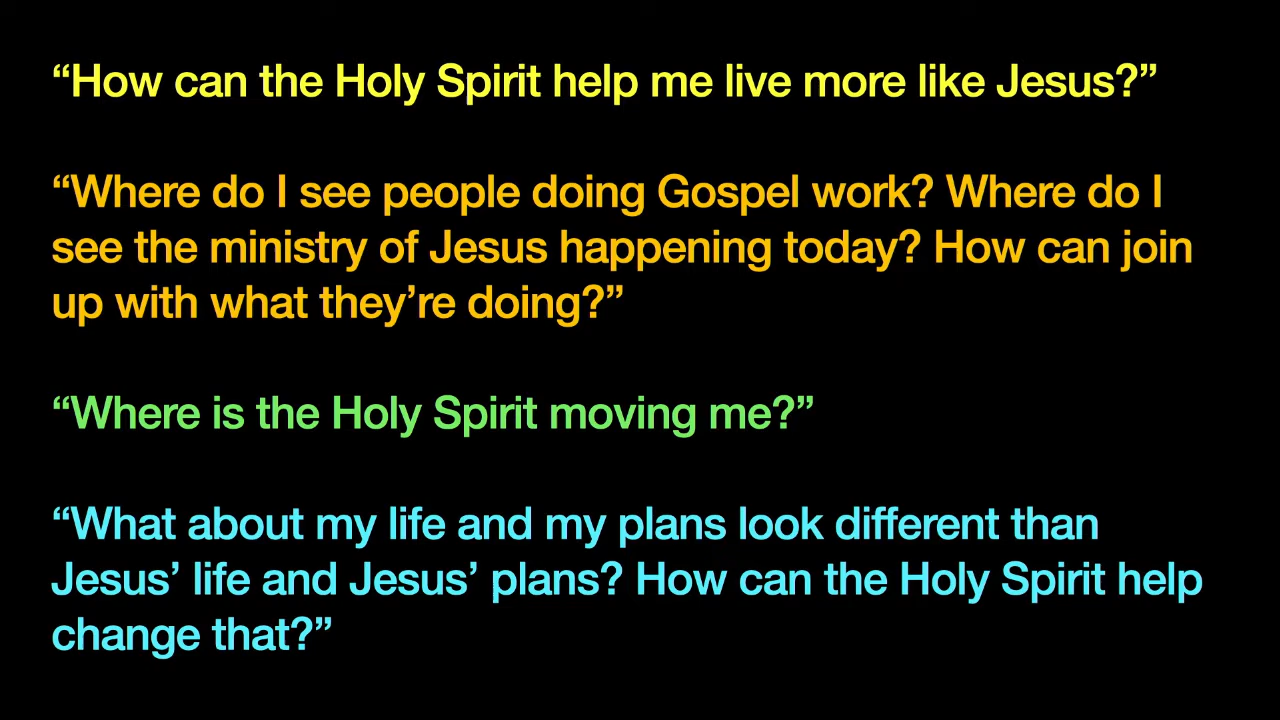 “How can the Holy Spirit help me live more like Jesus?”
“Where do I see people doing Gospel work? Where do I
see the ministry of Jesus happening today? How can join
up with what they’re doing?”
“Where is the Holy Spirit moving me?”
“What about my life and my plans look different than
Jesus’ life and Jesus’ plans? How can the Holy Spirit help
change that?”